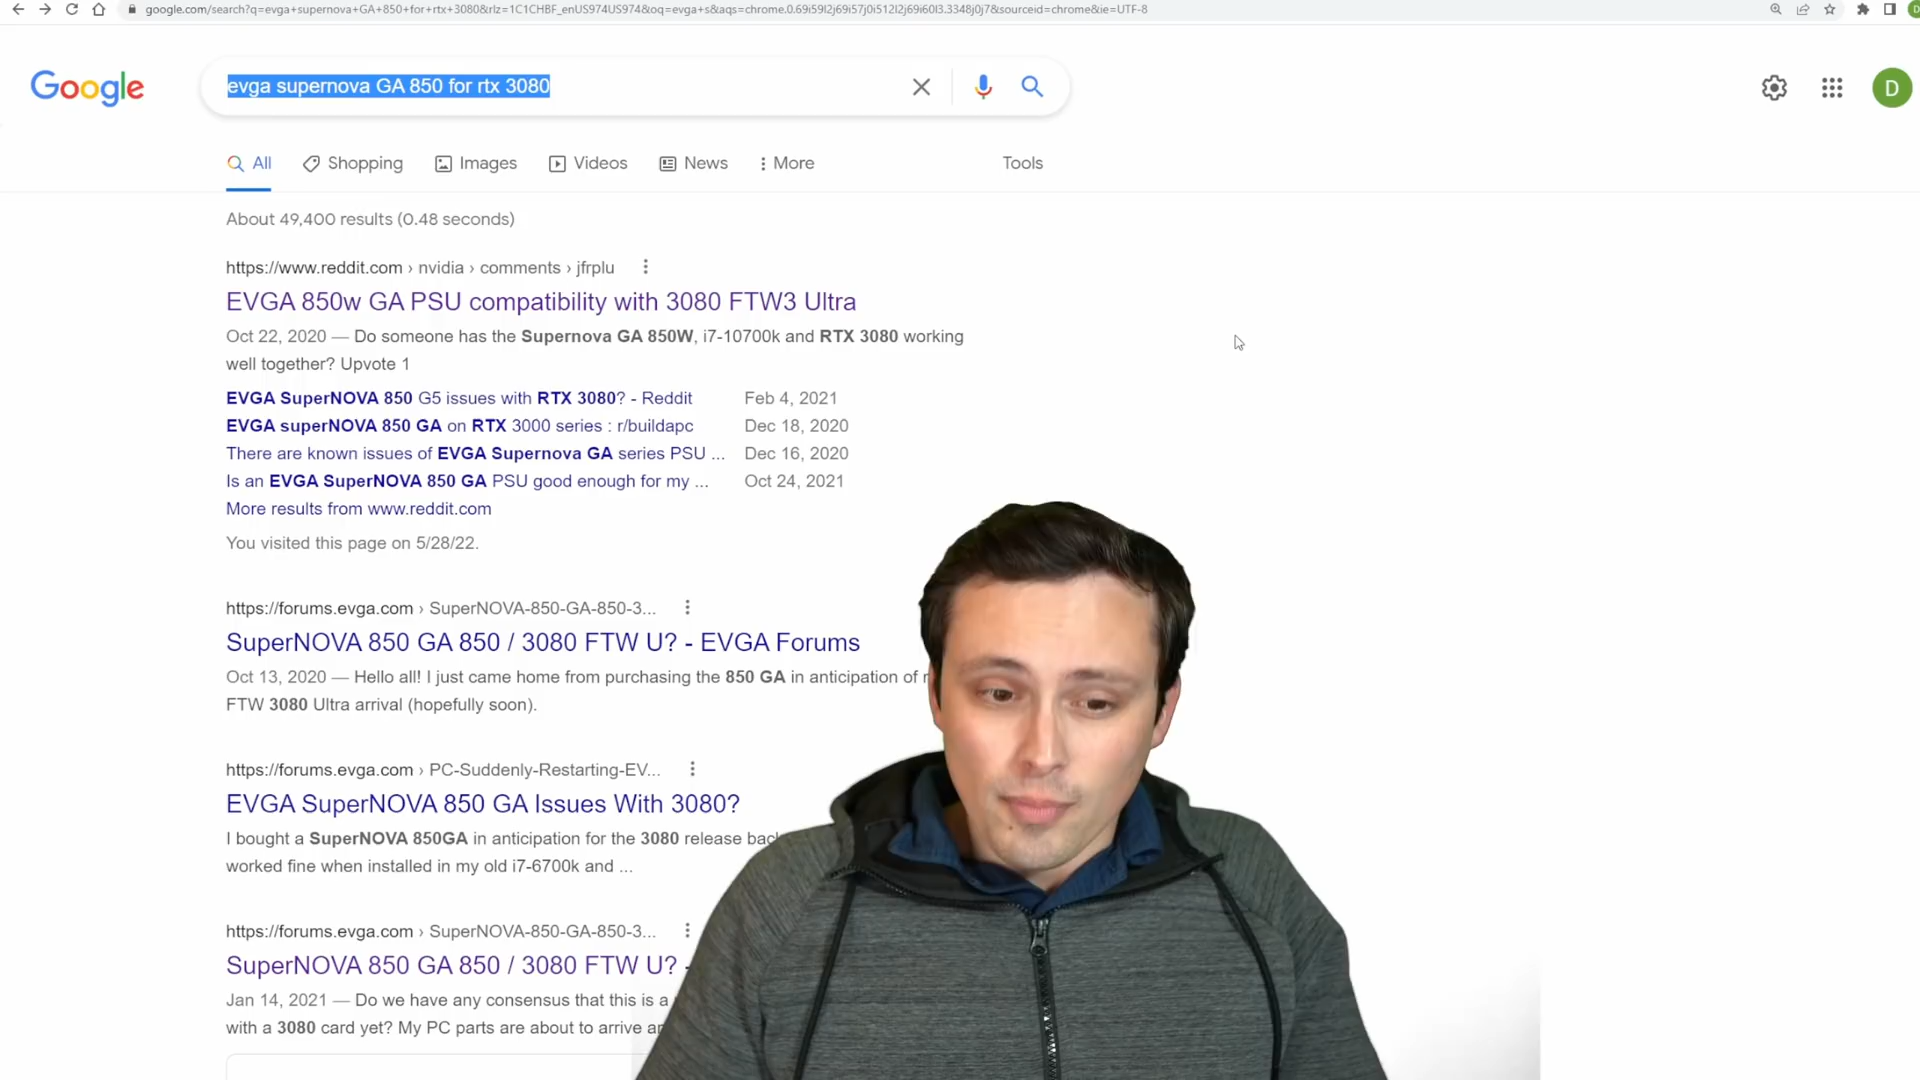 google.com/search?q=evga+supernova+GA+850+for+rtx+3080&rlz=1C1CHBF_enUS974US974&oq=evga+s&aqs=chrome.0.69i59l2j69i57j0i512l2j69i60l3.3348j0j7&sourceid=chrome&ie=UTF-8
D
Google
evga supernova GA 850 for rtx 3080
D
All Shopping Images Videos News More Tools
About 49,400 results (0.48 seconds)
https://www.reddit.com › nvidia › comments › jfrplu
EVGA 850w GA PSU compatibility with 3080 FTW3 Ultra
Oct 22, 2020 — Do someone has the Supernova GA 850W, i7-10700k and RTX 3080 working
well together? Upvote 1
EVGA SuperNOVA 850 G5 issues with RTX 3080? - Reddit Feb 4, 2021
EVGA superNOVA 850 GA on RTX 3000 series : r/buildapc Dec 18, 2020
There are known issues of EVGA Supernova GA series PSU ... Dec 16, 2020
Is an EVGA SuperNOVA 850 GA PSU good enough for my ... Oct 24, 2021
More results from www.reddit.com
You visited this page on 5/28/22.
https://forums.evga.com › SuperNOVA-850-GA-850-3...
SuperNOVA 850 GA 850 / 3080 FTW U? - EVGA Forums
Oct 13, 2020 — Hello all! I just came home from purchasing the 850 GA in anticipation of
FTW 3080 Ultra arrival (hopefully soon).
https://forums.evga.com › PC-Suddenly-Restarting-EV...
EVGA SuperNOVA 850 GA Issues With 3080?
I bought a SuperNOVA 850GA in anticipation for the 3080 release
worked fine when installed in my old i7-6700k and ...
https://forums.evga.com › SuperNOVA-850-GA-850-3...
SuperNOVA 850 GA 850 / 3080 FTW U? -
Jan 14, 2021 — Do we have any consensus that this is a
with a 3080 card yet? My PC parts are about to arrive